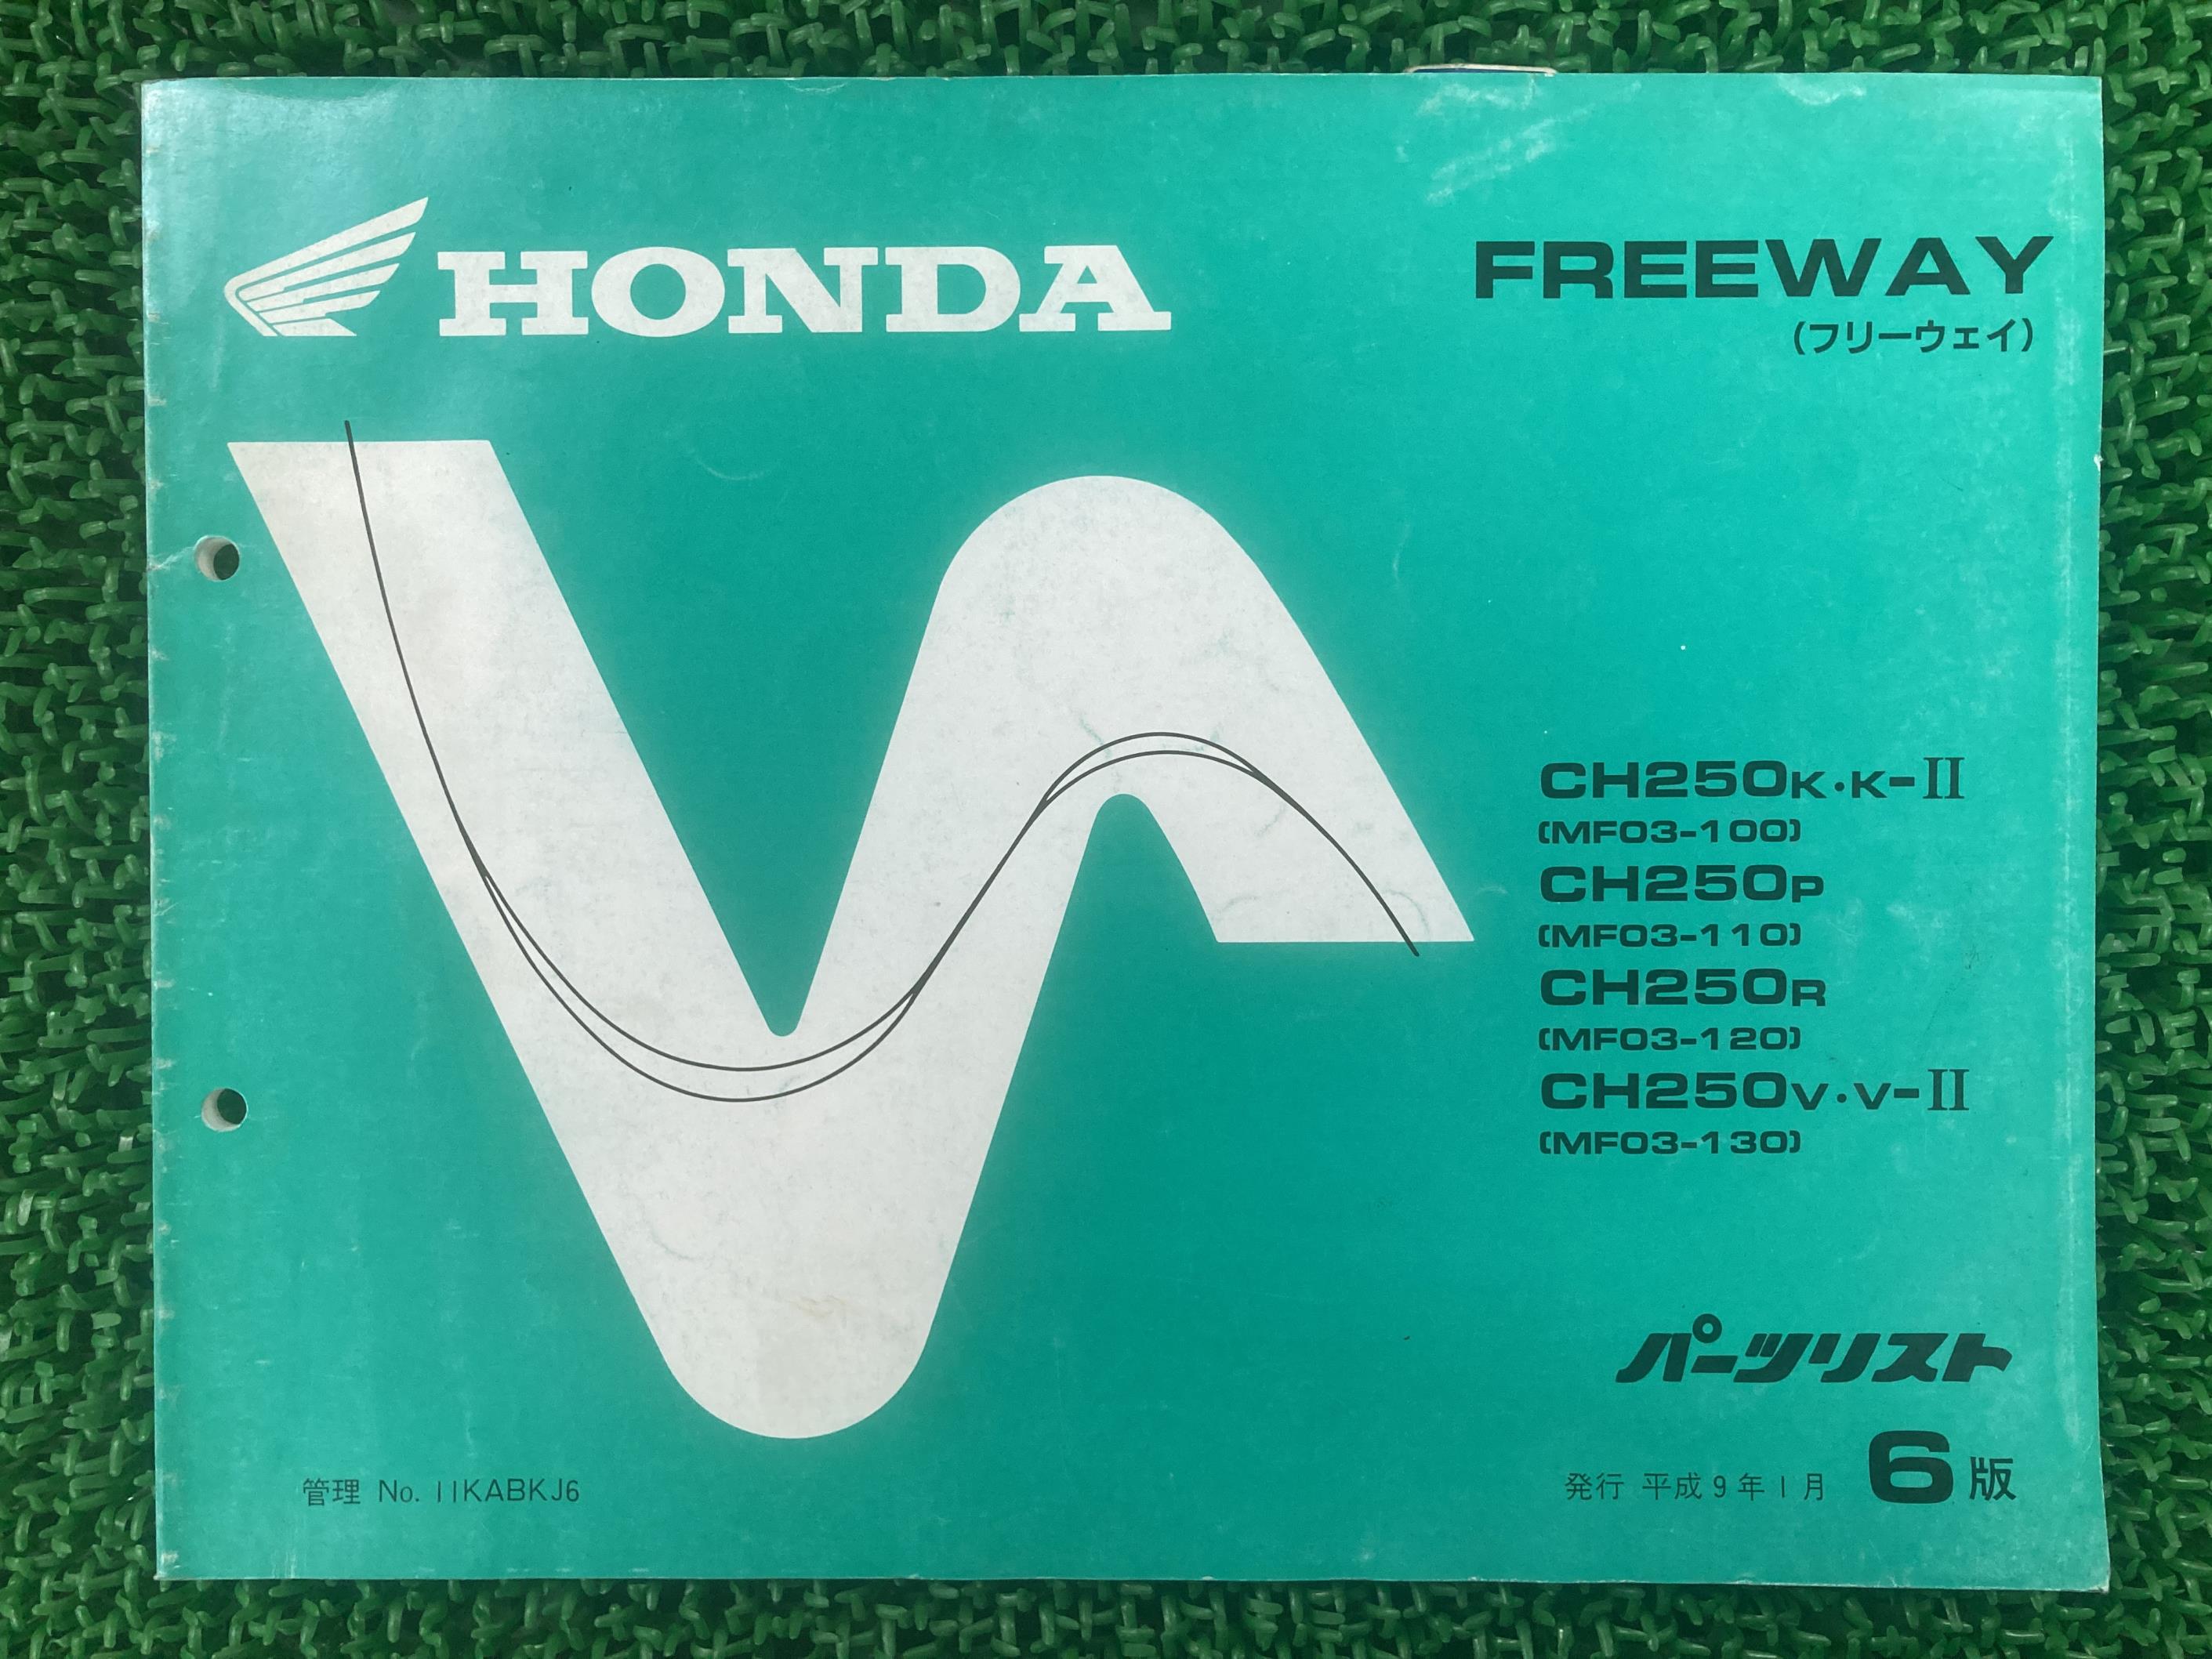 HONDA
FREEWAY
(フリーウェイ)
CH250K・K-II
(MF03-100)
CH250P
(MF03-110)
CH250R
(MF03-120)
CH250V・V-II
(MF03-130)
パーツリスト
管理 No. 11KABKJ6
発行 平成9年1月 6版